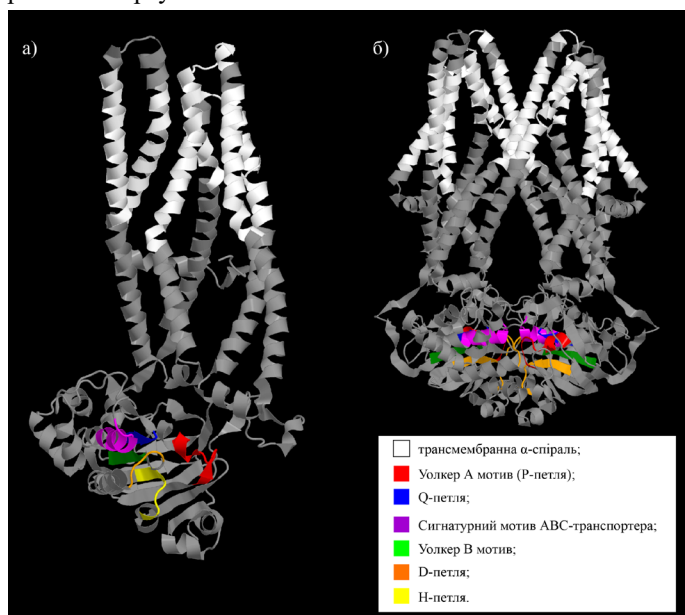 а)
б)
трансмембранна α-спіраль;
Уолкер А мотив (Р-петля);
Q-петля;
Сигнатурний мотив АВС-транспортера;
Уолкер В мотив;
D-петля;
Н-петля.